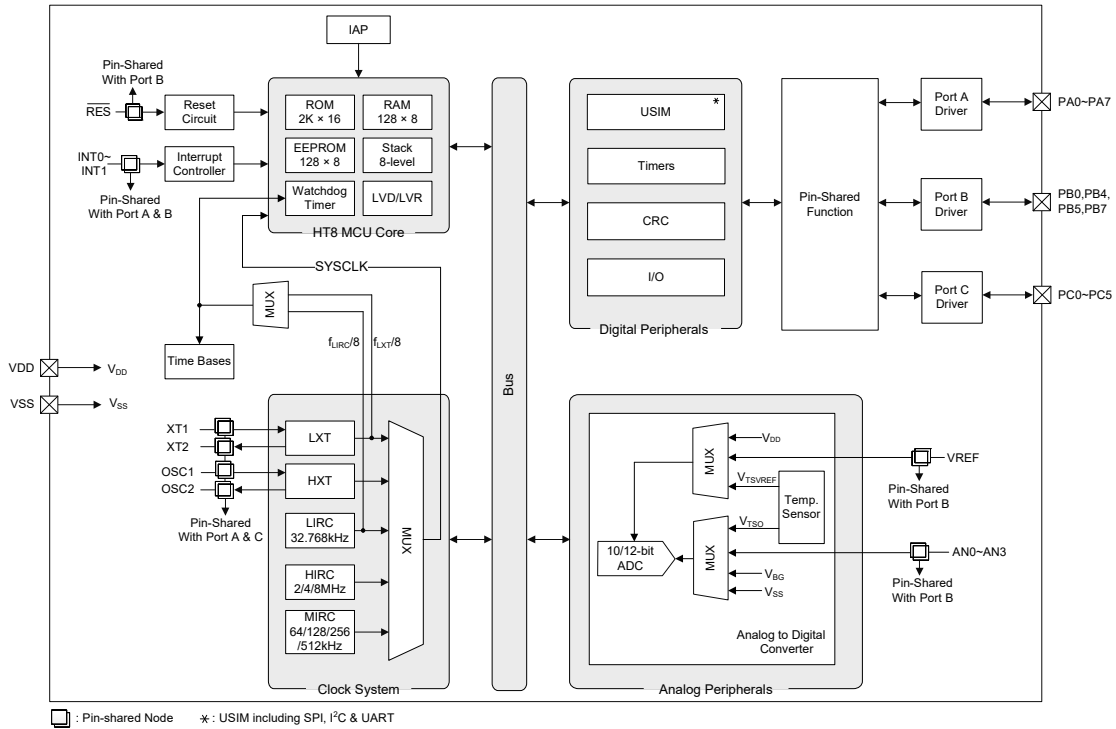 IAP
Pin-Shared
With Port B
RES
Reset
Circuit
INT0~
INT1
Interrupt
Controller
Pin-Shared
With Port A & B
ROM
2K × 16
RAM
128 × 8
EEPROM
128 × 8
Stack
8-level
Watchdog
Timer
LVD/LVR
HT8 MCU Core
SYSCLK
MUX
fLIRC/8
fLXT/8
Time Bases
VDD
VDD
VSS
VSS
XT1
XT2
OSC1
OSC2
Pin-Shared
With Port A & C
LXT
HXT
LIRC
32.768kHz
HIRC
2/4/8MHz
MIRC
64/128/256
/512kHz
MUX
Clock System
Bus
USIM
*
Timers
CRC
I/O
Digital Peripherals
Pin-Shared
Function
Port A
Driver
PA0~PA7
Port B
Driver
PB0,PB4,
PB5,PB7
Port C
Driver
PC0~PC5
MUX
VDD
VREF
Pin-Shared
With Port B
VTSVREF
Temp.
Sensor
VTSO
10/12-bit
ADC
MUX
AN0~AN3
Pin-Shared
With Port B
VBG
VSS
Analog to Digital
Converter
Analog Peripherals
: Pin-shared Node
* : USIM including SPI, I²C & UART